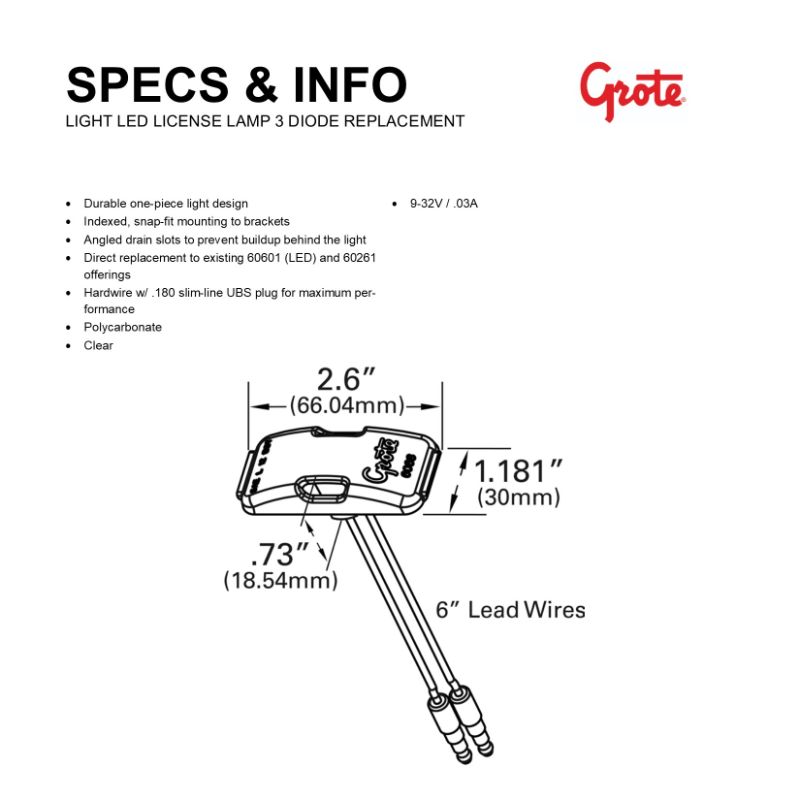 SPECS & INFO
Grote
LIGHT LED LICENSE LAMP 3 DIODE REPLACEMENT
• Durable one-piece light design
• Indexed, snap-fit mounting to brackets
• Angled drain slots to prevent buildup behind the light
• Direct replacement to existing 60601 (LED) and 60261
offerings
• Hardwire w/ .180 slim-line UBS plug for maximum per-
formance
• Polycarbonate
• Clear
• 9-32V / .03A
2.6”
(66.04mm)
Grote
1.181”
(30mm)
.73”
(18.54mm)
6” Lead Wires